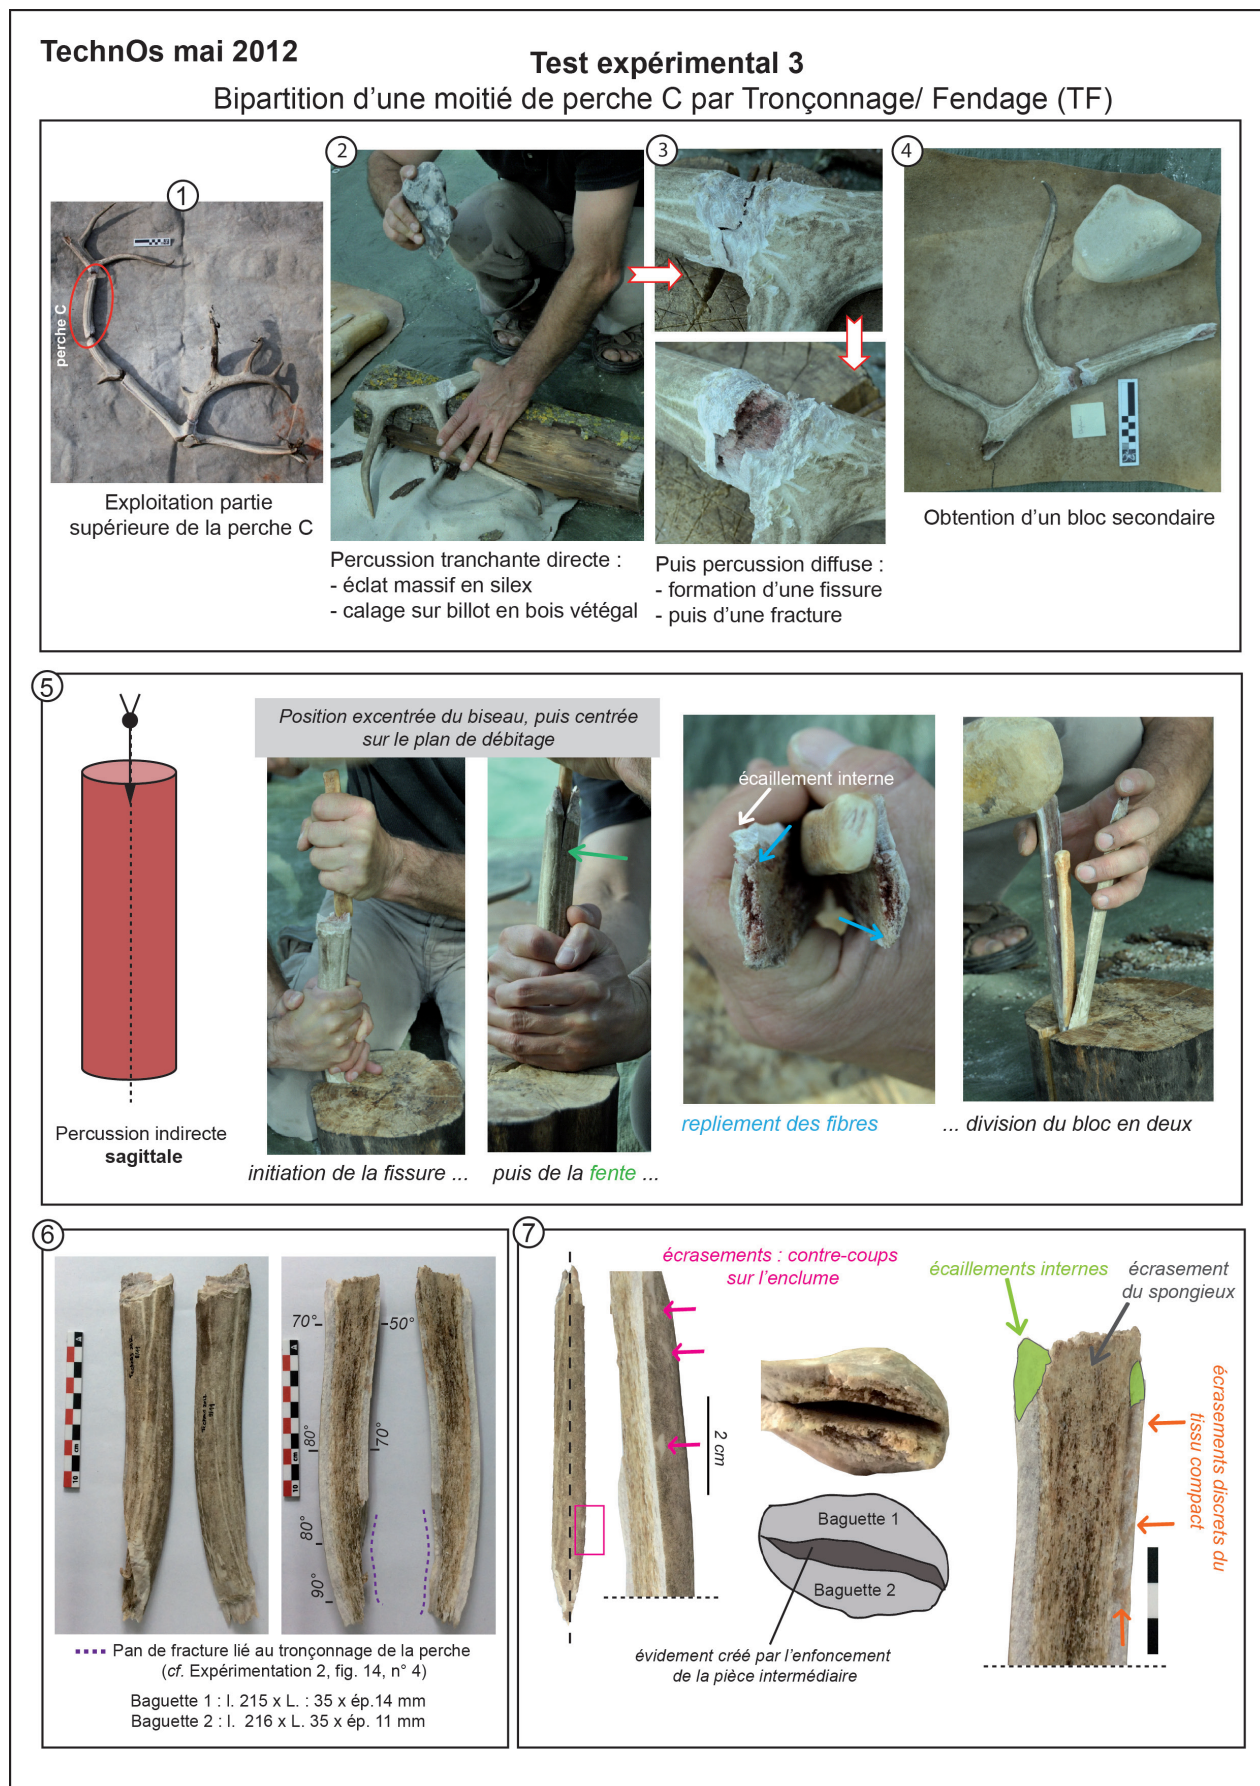 TechnOs mai 2012
Test expérimental 3
Bipartition d’une moitié de perche C par Tronçonnage/ Fendage (TF)
1
perche C
Exploitation partie
supérieure de la perche C
2
Percussion tranchante directe :
- éclat massif en silex
- calage sur billot en bois vétégal
3
Puis percussion diffuse :
- formation d’une fissure
- puis d’une fracture
4
Obtention d’un bloc secondaire
5
Percussion indirecte
sagittale
Position excentrée du biseau, puis centrée
sur le plan de débitage
initiation de la fissure ...
puis de la fente ...
écaillement interne
repliement des fibres
... division du bloc en deux
6
10 cm
70°
50°
80°
70°
80°
90°
10 cm
Pan de fracture lié au tronçonnage de la perche
(cf. Expérimentation 2, fig. 14, n° 4)
Baguette 1 : l. 215 x L. : 35 x ép.14 mm
Baguette 2 : l. 216 x L. 35 x ép. 11 mm
7
écrasements : contre-coups
sur l’enclume
2 cm
Baguette 1
Baguette 2
évidement créé par l’enfoncement
de la pièce intermédiaire
écaillements internes
écrasement
du spongieux
écrasements discrets du
tissu compact